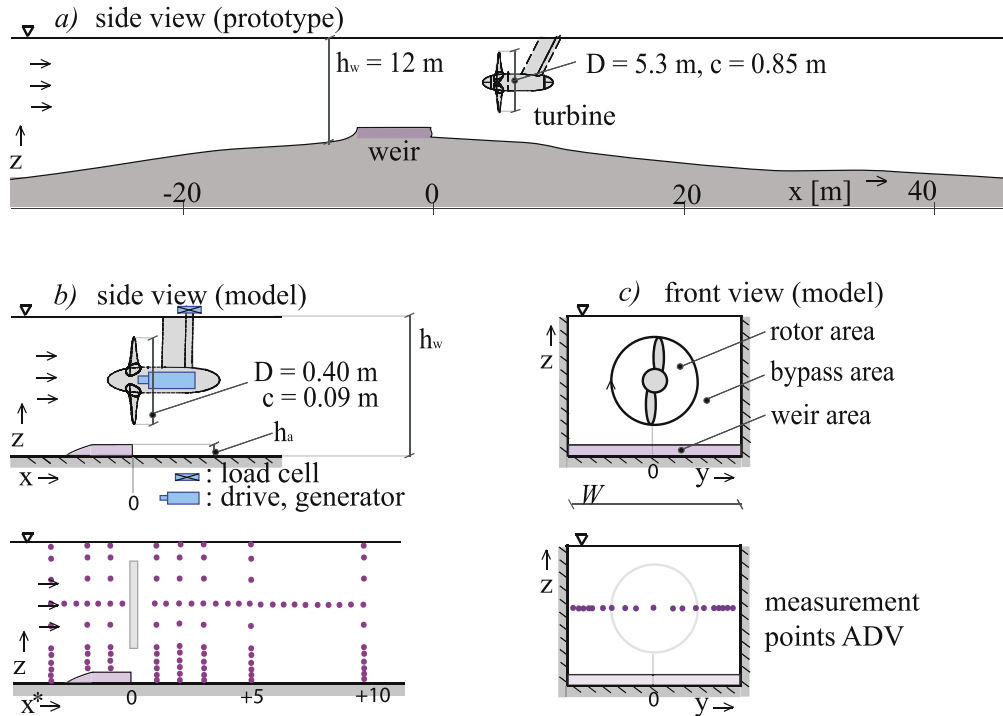 a) side view (prototype)
hw = 12 m
D = 5.3 m, c = 0.85 m
turbine
z
weir
-20
0
20
x [m]
40
b) side view (model)
hw
D = 0.40 m
c = 0.09 m
z
ha
x
: load cell
0
: drive, generator
c) front view (model)
z
rotor area
bypass area
weir area
0
y
W
z
x*
0
+5
+10
z
measurement
points ADV
0
y